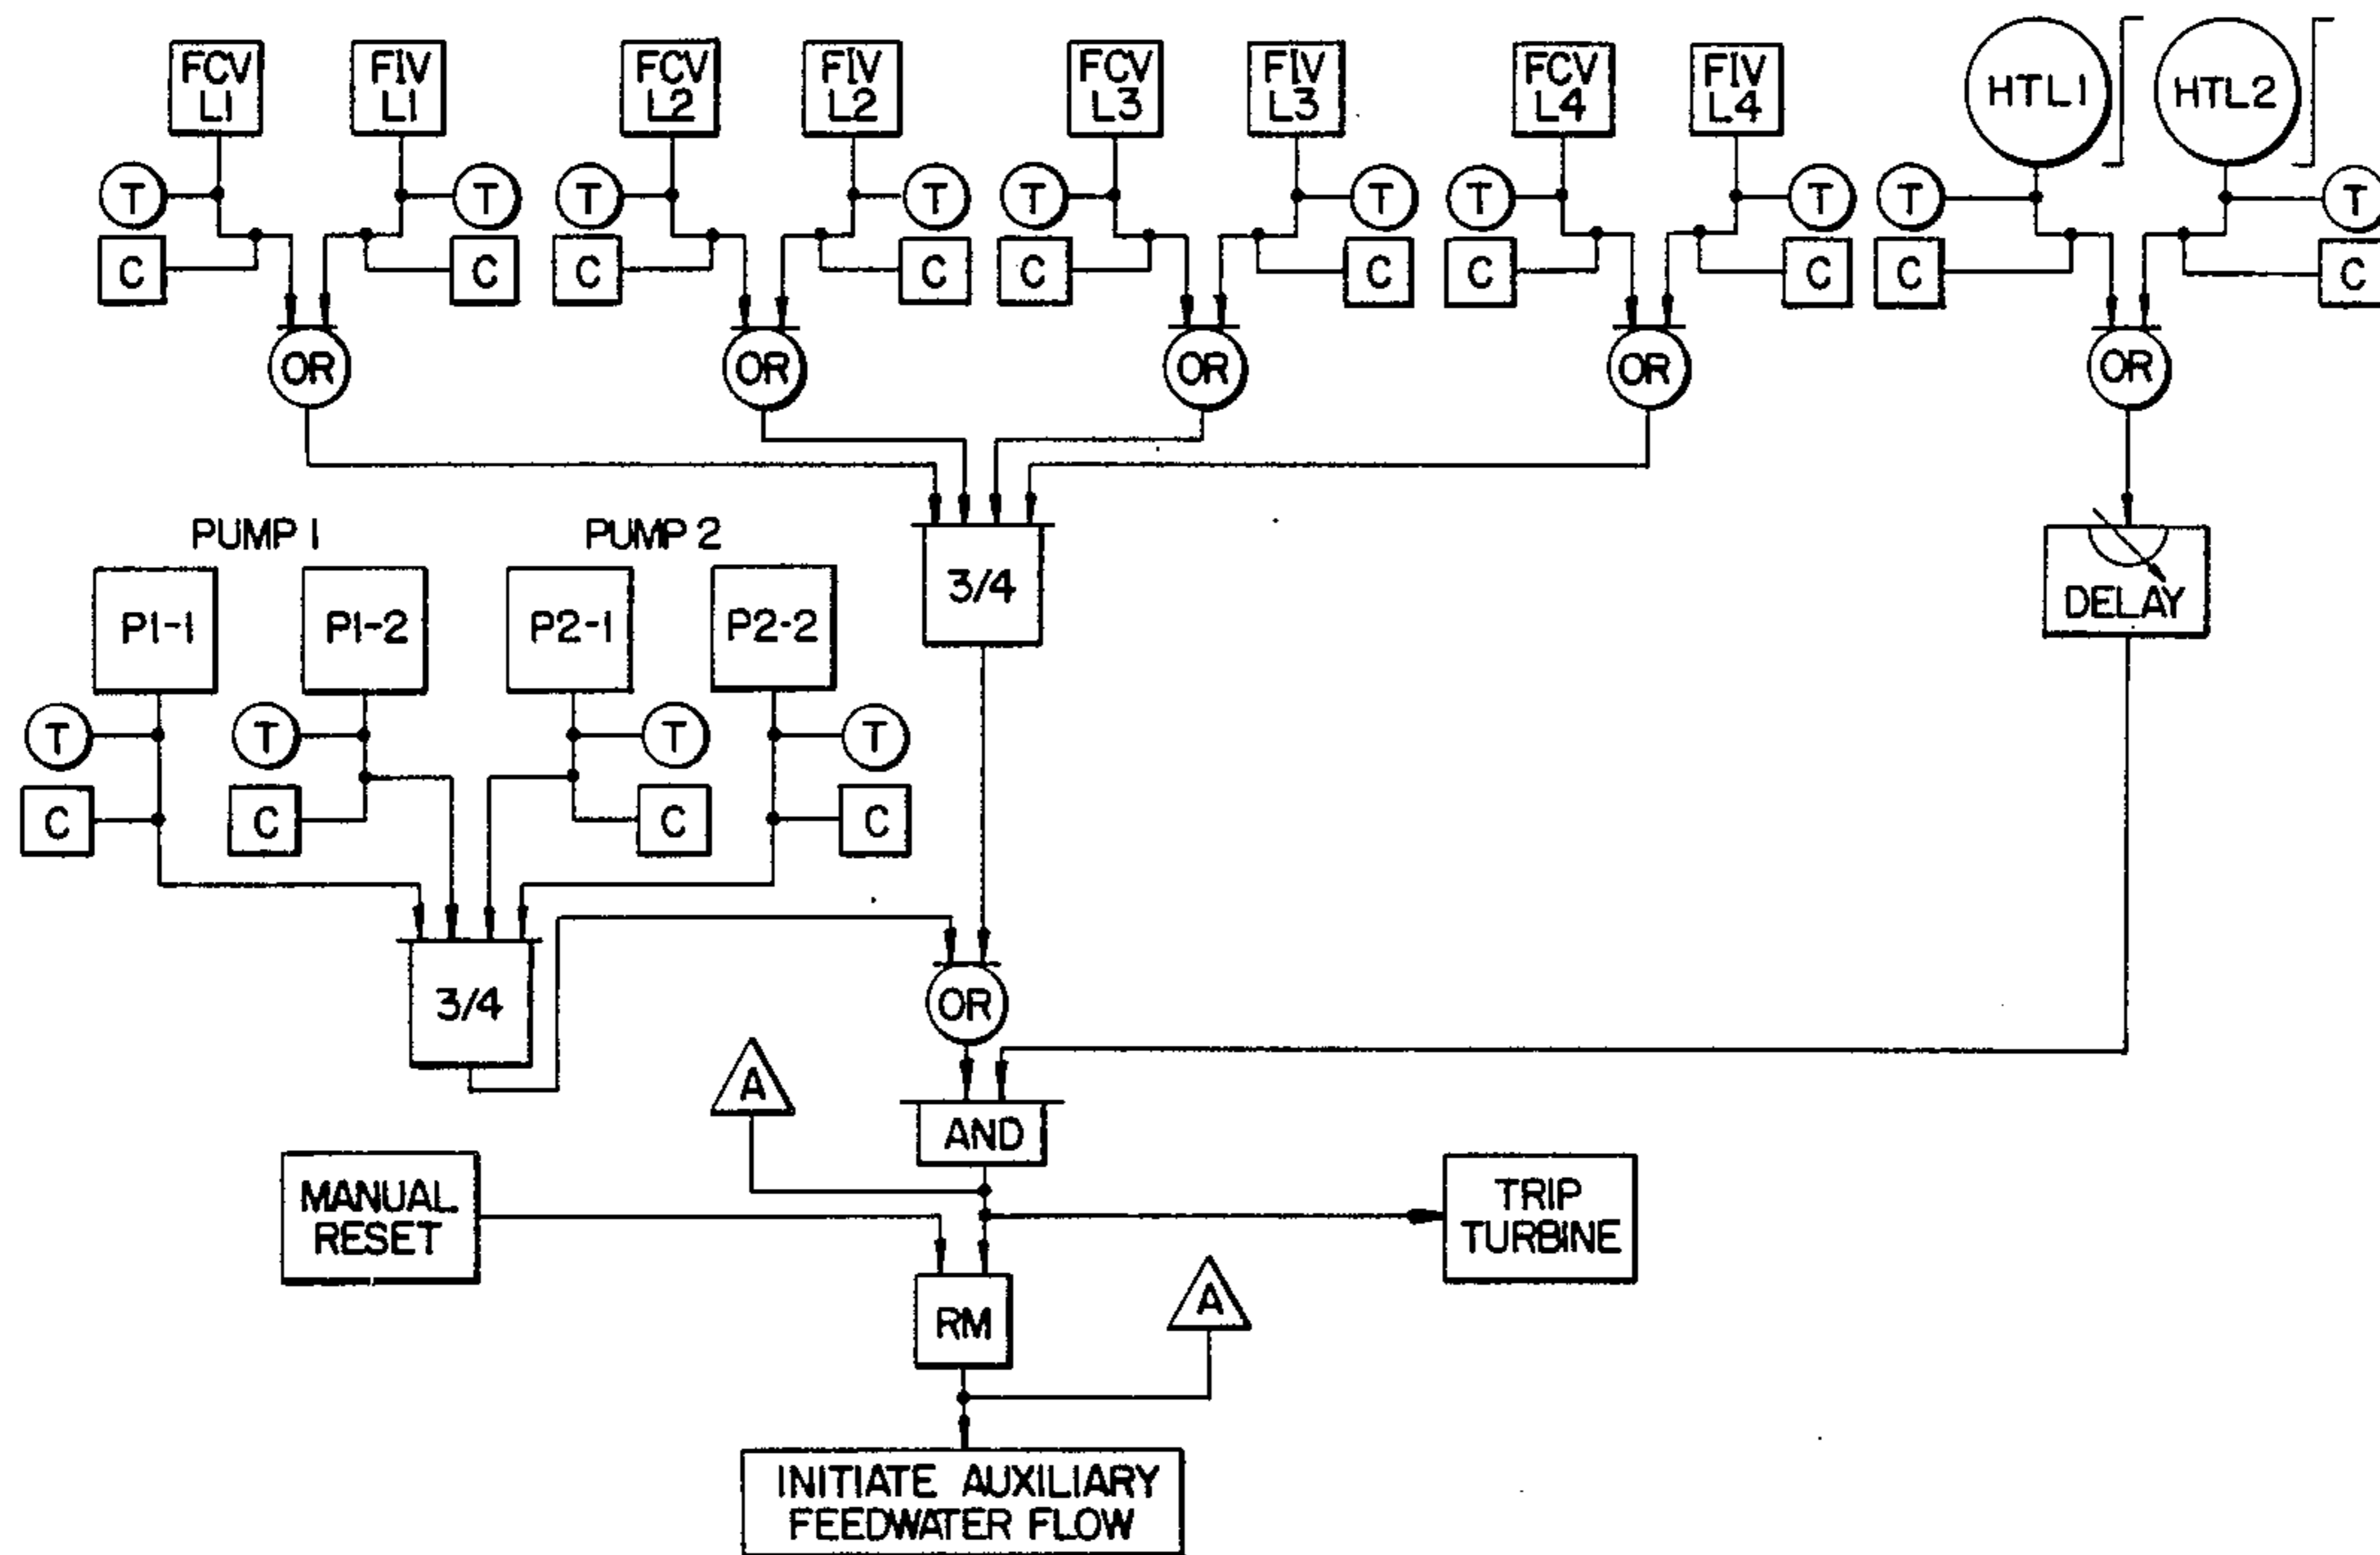 FCV
L1
FIV
L1
FCV
L2
FIV
L2
FCV
L3
FIV
L3
FCV
L4
FIV
L4
HTL1
HTL2
T
T
T
T
T
T
T
T
T
T
C
C
C
C
C
C
C
C
C
C
OR
OR
OR
OR
OR
PUMP 1
PUMP 2
3/4
DELAY
P1-1
P1-2
P2-1
P2-2
T
T
T
T
C
C
C
C
3/4
OR
A
AND
MANUAL
RESET
TRIP
TURBINE
RM
A
INITIATE AUXILIARY
FEEDWATER FLOW